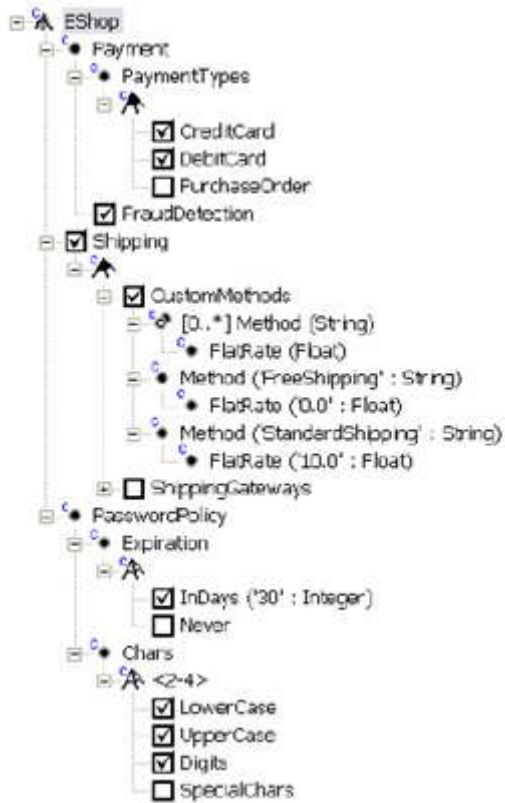 EShop
Payment
PaymentTypes
CreditCard
DebitCard
PurchaseOrder
FraudDetection
Shipping
CustomMethods
[0..*] Method (String)
FlatRate (Float)
Method ('FreeShipping' : String)
FlatRate ('0.0' : Float)
Method ('StandardShipping' : String)
FlatRate ('10.0' : Float)
ShippingGateways
PasswordPolicy
Expiration
InDays ('30' : Integer)
Never
Chars
<2-4>
LowerCase
UpperCase
Digits
SpecialChars